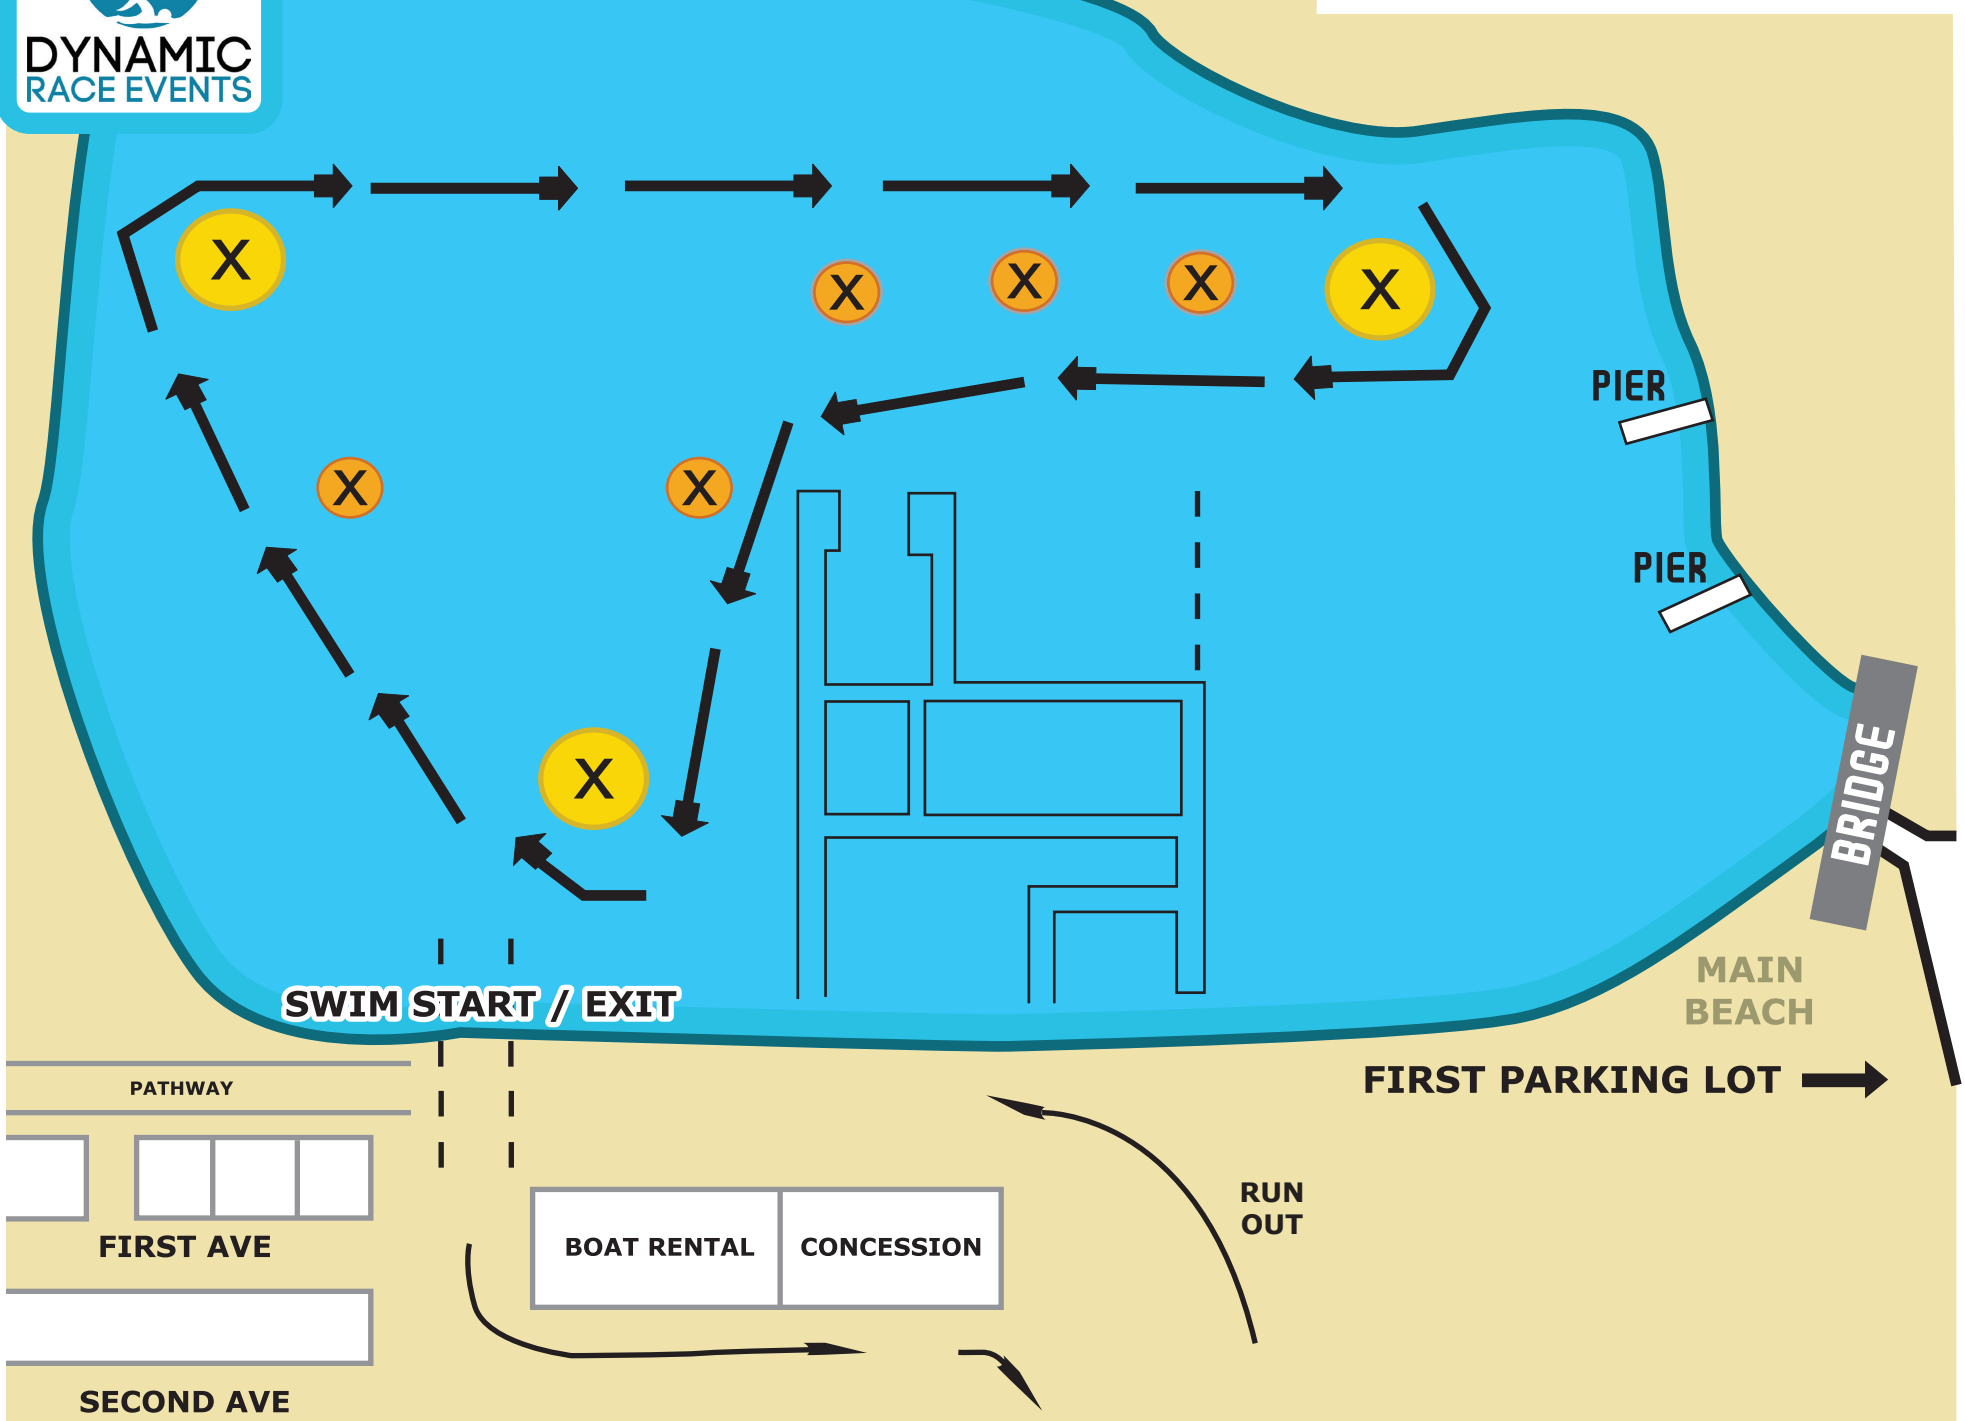 DYNAMIC
RACE EVENTS
X
X
X
X
X
PIER
X
X
PIER
X
BRIDGE
MAIN
BEACH
SWIM START / EXIT
FIRST PARKING LOT
PATHWAY
RUN
OUT
FIRST AVE
BOAT RENTAL
CONCESSION
SECOND AVE